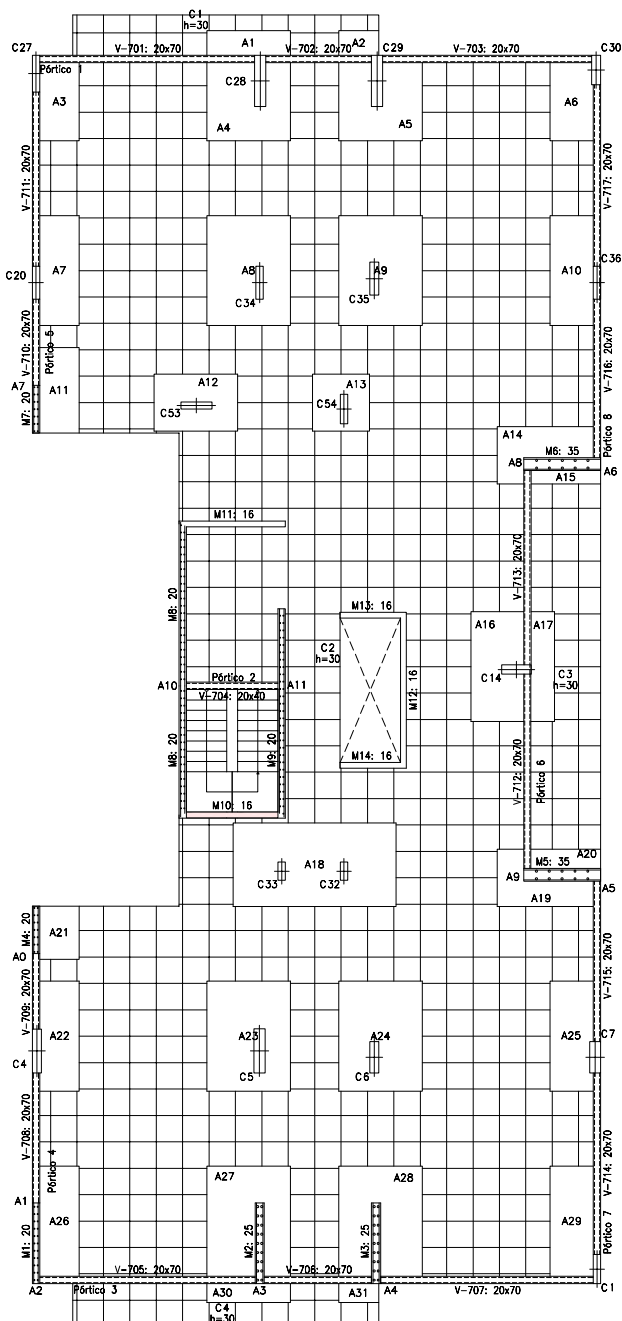 C1
h=30
C27
V-701: 20x70
A1
V-702: 20x70
A2
C29
V-703: 20x70
C30
Pórtico 1
C28
A3
A4
A5
A6
V-711: 20x70
V-717: 20x70
C20
A7
A8
C34
A9
C35
A10
C36
V-710: 20x70
Pórtico 5
V-716: 20x70
A7
M7: 20
A11
A12
C53
A13
C54
Pórtico 8
A14
M6: 35
A8
A15
A6
M11: 16
V-713: 20x70
M8: 20
M13: 16
C2
h=30
A16
A17
C14
C3
h=30
Pórtico 2
A10
A11
V-704: 20x40
M12: 16
M8: 20
M9: 20
M14: 16
V-712: 20x70
Pórtico 6
M10: 16
A18
C33
C32
A20
M5: 35
A9
A19
A5
M4: 20
A21
A0
V-709: 20x70
V-715: 20x70
A22
A23
A24
A25
C4
C5
C6
C7
V-708: 20x70
Pórtico 4
V-714: 20x70
Pórtico 7
A1
M1: 20
A26
A27
M2: 25
A28
M3: 25
A29
V-705: 20x70
V-706: 20x70
A2
Pórtico 3
A30
A3
A31
A4
V-707: 20x70
C1
C4
h=30